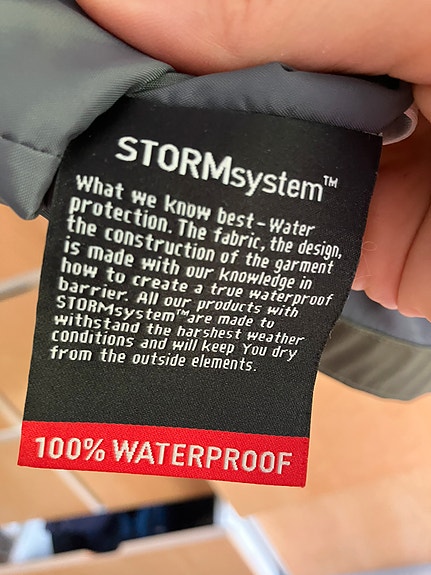 STORMsystem™
What we know best-Water
protection. The fabric, the design,
the construction of the garment
is made with our knowledge in
how to create a true waterproof
barrier. All our products with
STORMsystem™are made to
withstand the harshest weather
conditions and will keep You dry
from the outside elements.
100% WATERPROOF